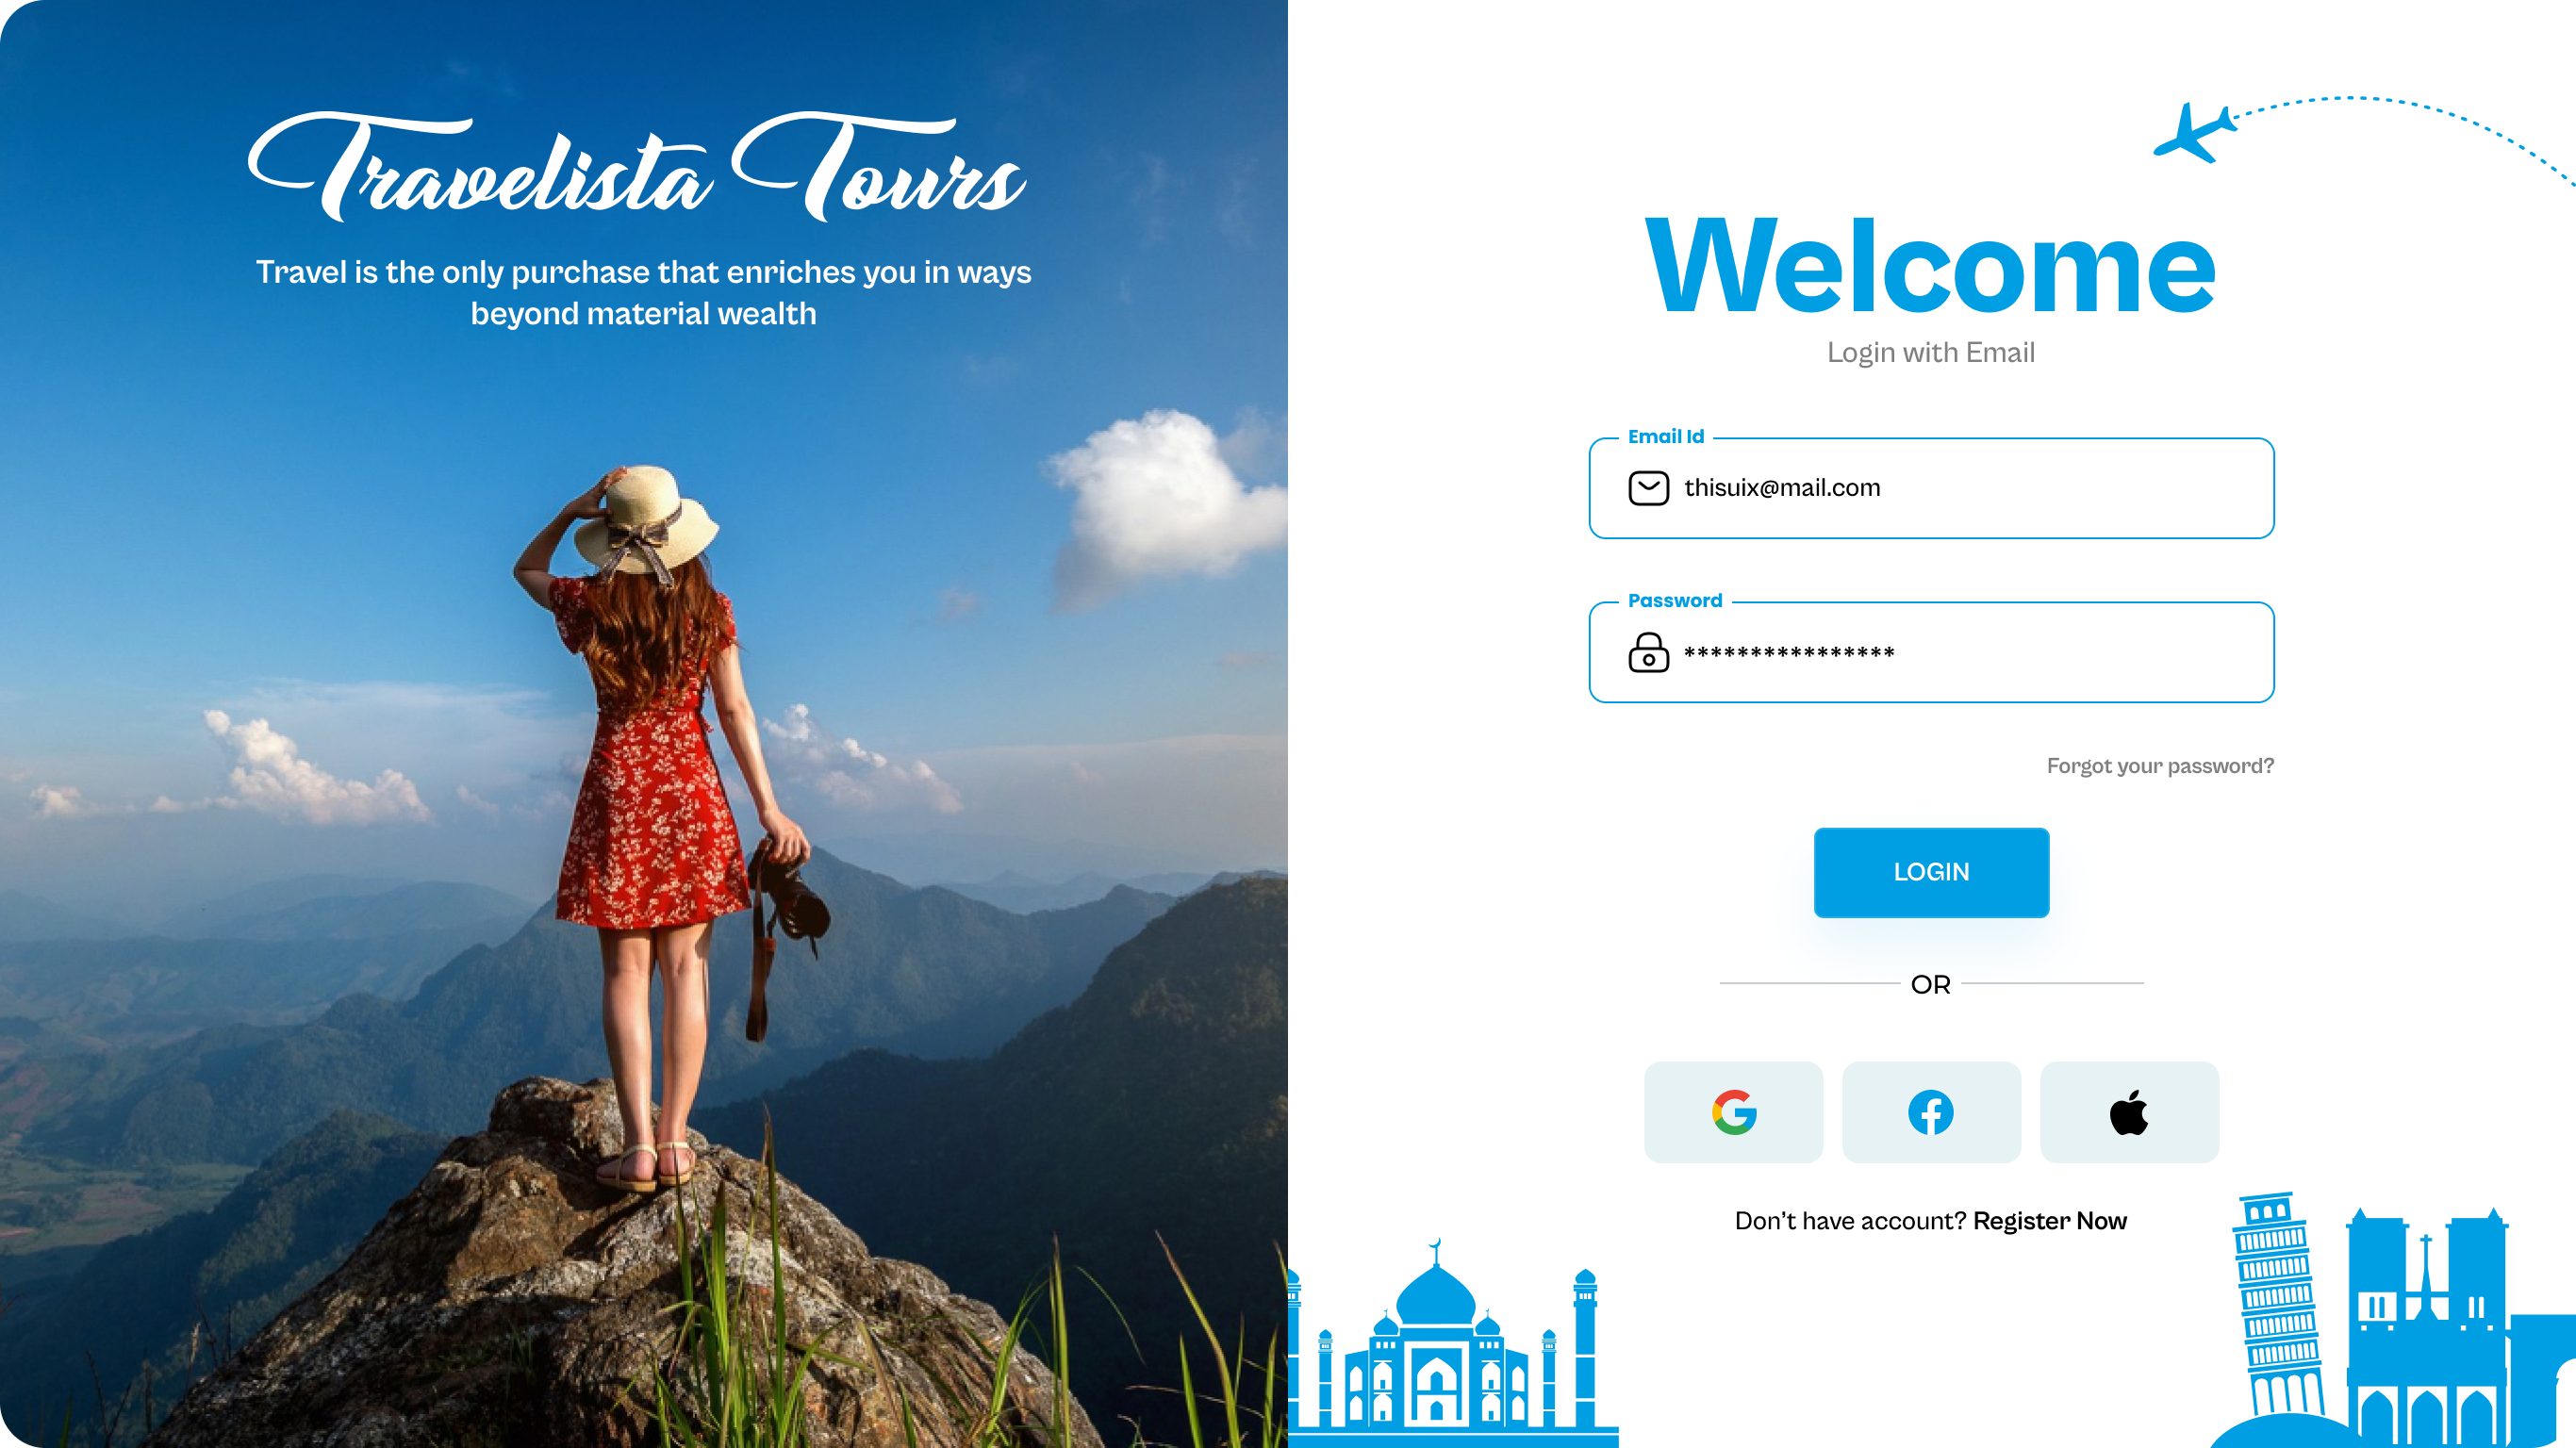 Travelista Tours
Travel is the only purchase that enriches you in ways
beyond material wealth
Welcome
Login with Email
Email Id
thisuix@mail.com
Password
****************
Forgot your password?
LOGIN
OR
Don’t have account? Register Now